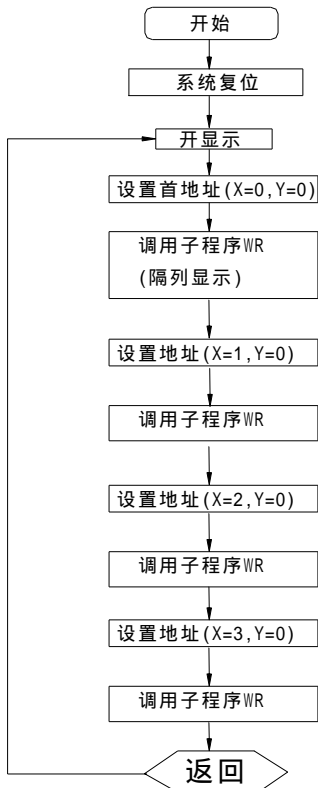 开始
系统复位
开显示
设置首地址(X=0,Y=0)
调用子程序WR
(隔列显示)
设置地址(X=1,Y=0)
调用子程序WR
设置地址(X=2,Y=0)
调用子程序WR
设置地址(X=3,Y=0)
调用子程序WR
返回